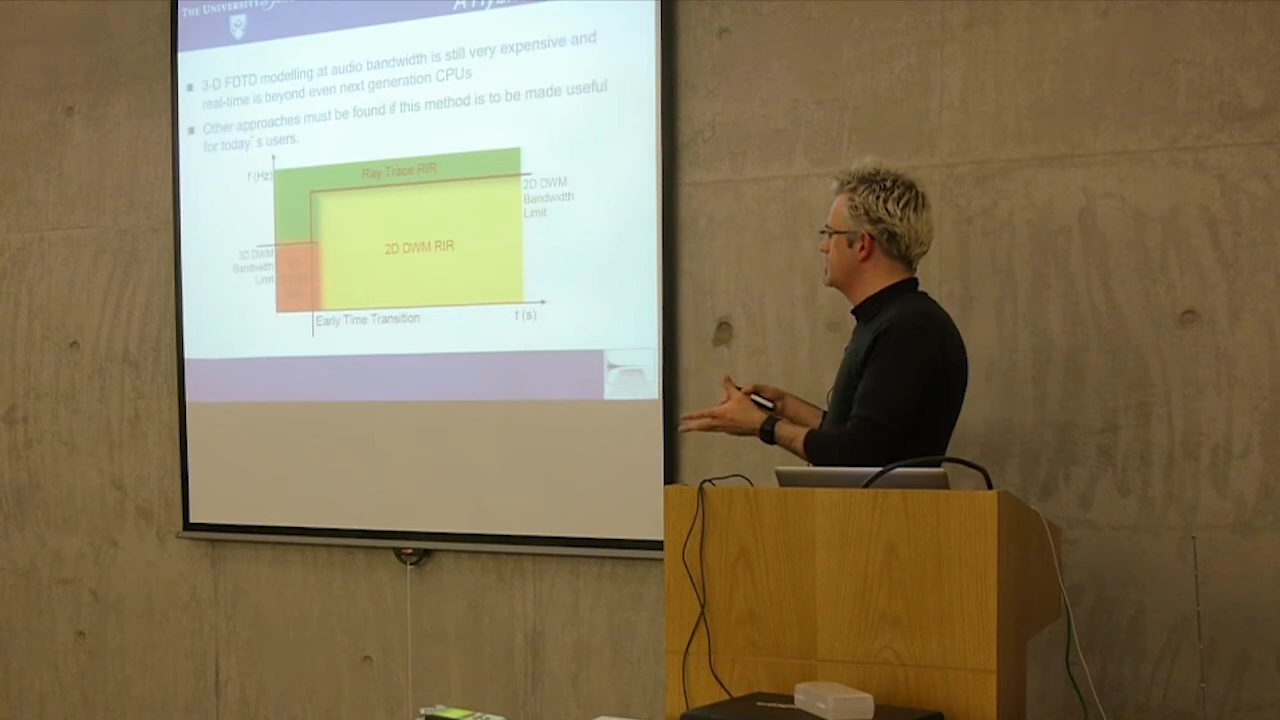 THE UNIVERSITY of
3-D FDTD modelling at audio bandwidth is still very expensive and
real-time is beyond even next generation CPUs
Other approaches must be found if this method is to be made useful
for today's users.
f (Hz)
Ray Trace RIR
2D DWM
Bandwidth
Limit
2D DWM RIR
3D DWM
Bandwidth
Limit
Early Time Transition
t (s)